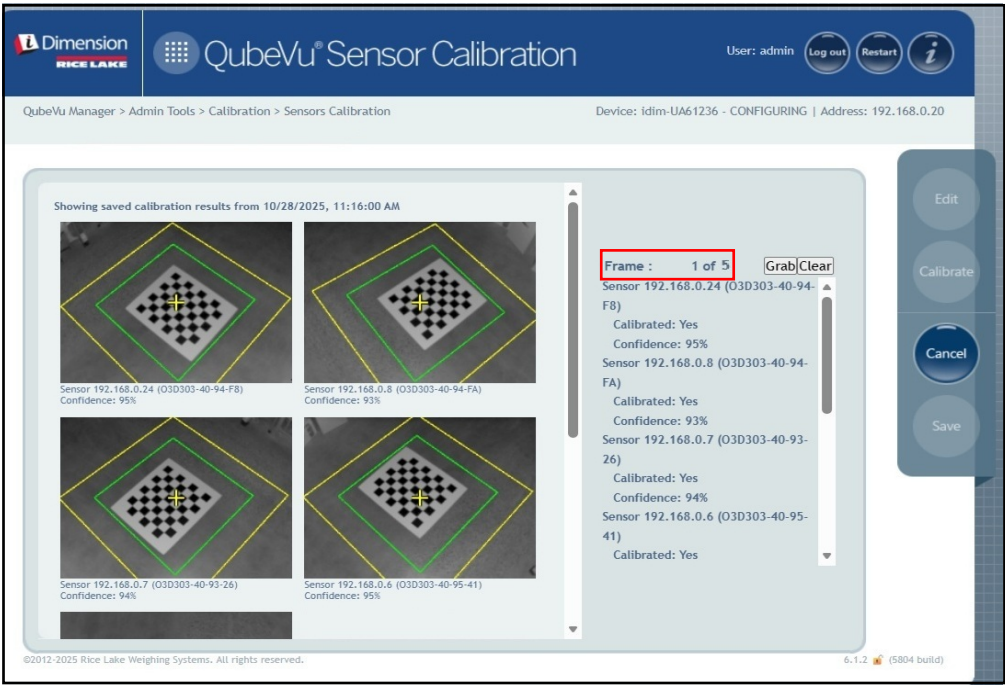 iDimension
RICE LAKE
QubeVu® Sensor Calibration
User: admin
Log out
Restart
i
QubeVu Manager > Admin Tools > Calibration > Sensors Calibration
Device: idim-UA61236 - CONFIGURING | Address: 192.168.0.20
Showing saved calibration results from 10/28/2025, 11:16:00 AM
Sensor 192.168.0.24 (O3D303-40-94-F8)
Confidence: 95%
Sensor 192.168.0.8 (O3D303-40-94-FA)
Confidence: 93%
Sensor 192.168.0.7 (O3D303-40-93-26)
Confidence: 94%
Sensor 192.168.0.6 (O3D303-40-95-41)
Confidence: 95%
Frame : 1 of 5
Grab
Clear
Sensor 192.168.0.24 (O3D303-40-94-
F8)
Calibrated: Yes
Confidence: 95%
Sensor 192.168.0.8 (O3D303-40-94-
FA)
Calibrated: Yes
Confidence: 93%
Sensor 192.168.0.7 (O3D303-40-93-
26)
Calibrated: Yes
Confidence: 94%
Sensor 192.168.0.6 (O3D303-40-95-
41)
Calibrated: Yes
Edit
Calibrate
Cancel
Save
©2012-2025 Rice Lake Weighing Systems. All rights reserved.
6.1.2 (5804 build)